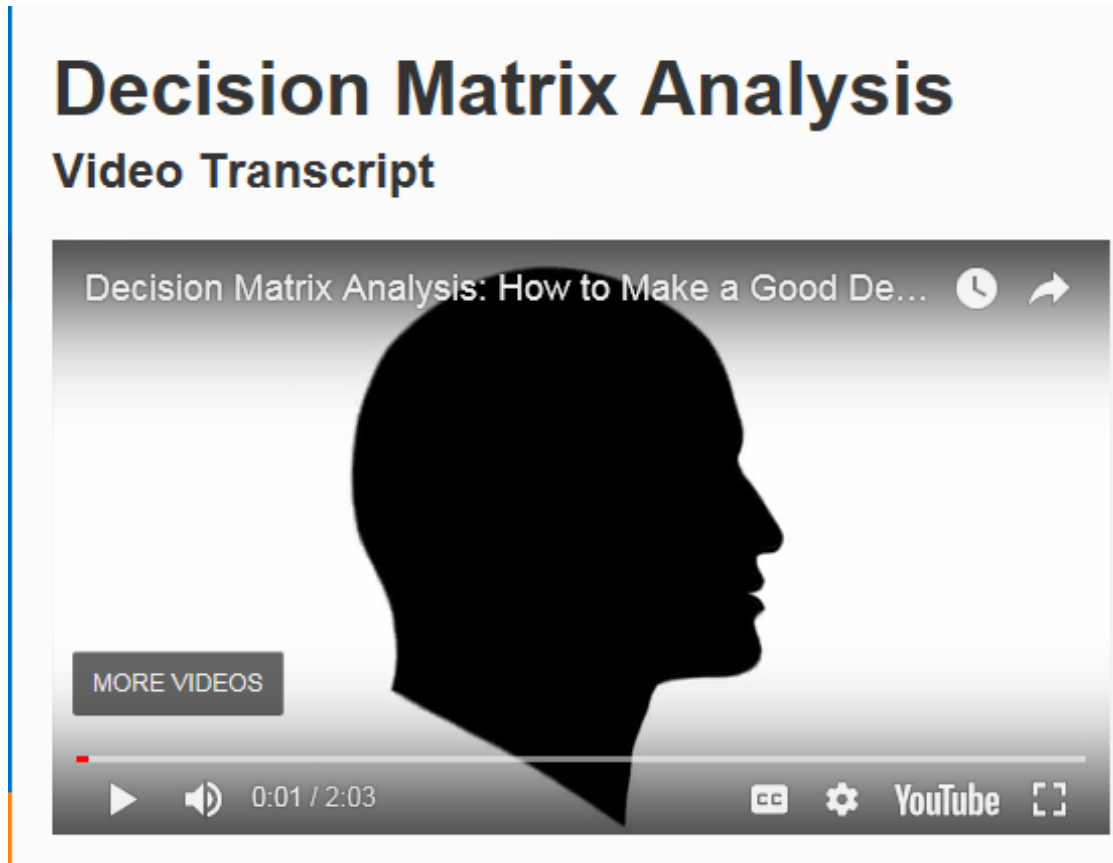 Decision Matrix Analysis
Video Transcript
Decision Matrix Analysis: How to Make a Good De...
MORE VIDEOS
0:01 / 2:03
CC
YouTube